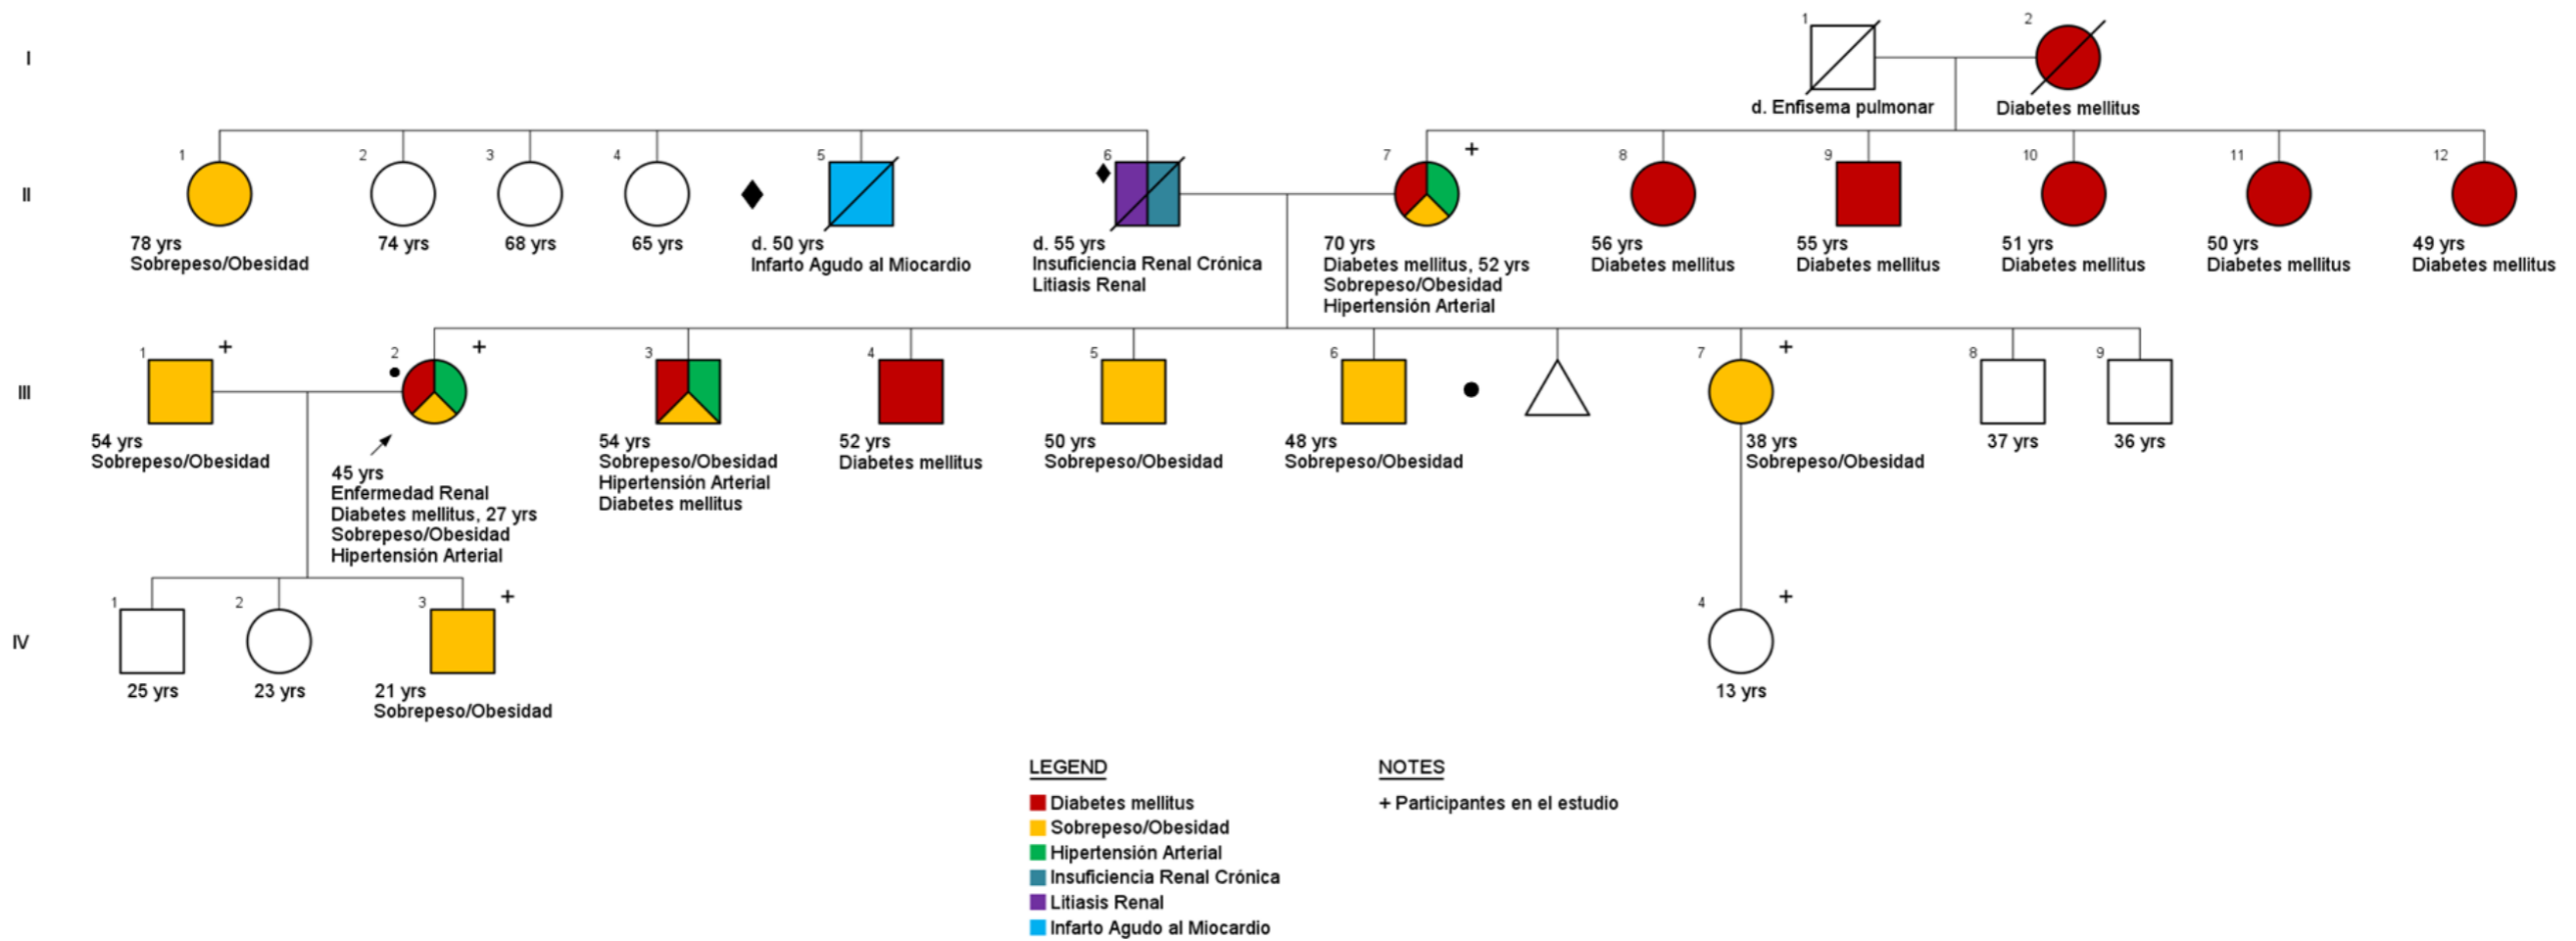 I
1
2
d. Enfisema pulmonar
Diabetes mellitus
II
1
78 yrs
Sobrepeso/Obesidad
2
74 yrs
3
68 yrs
4
65 yrs
5
d. 50 yrs
Infarto Agudo al Miocardio
6
d. 55 yrs
Insuficiencia Renal Crónica
Litiasis Renal
7
+
70 yrs
Diabetes mellitus, 52 yrs
Sobrepeso/Obesidad
Hipertensión Arterial
8
56 yrs
Diabetes mellitus
9
55 yrs
Diabetes mellitus
10
51 yrs
Diabetes mellitus
11
50 yrs
Diabetes mellitus
12
49 yrs
Diabetes mellitus
III
1
+
54 yrs
Sobrepeso/Obesidad
2
+
45 yrs
Enfermedad Renal
Diabetes mellitus, 27 yrs
Sobrepeso/Obesidad
Hipertensión Arterial
3
54 yrs
Sobrepeso/Obesidad
Hipertensión Arterial
Diabetes mellitus
4
52 yrs
Diabetes mellitus
5
50 yrs
Sobrepeso/Obesidad
6
48 yrs
Sobrepeso/Obesidad
7
+
38 yrs
Sobrepeso/Obesidad
8
37 yrs
9
36 yrs
IV
1
25 yrs
2
23 yrs
3
+
21 yrs
Sobrepeso/Obesidad
4
+
13 yrs
LEGEND
Diabetes mellitus
Sobrepeso/Obesidad
Hipertensión Arterial
Insuficiencia Renal Crónica
Litiasis Renal
Infarto Agudo al Miocardio
NOTES
+ Participantes en el estudio